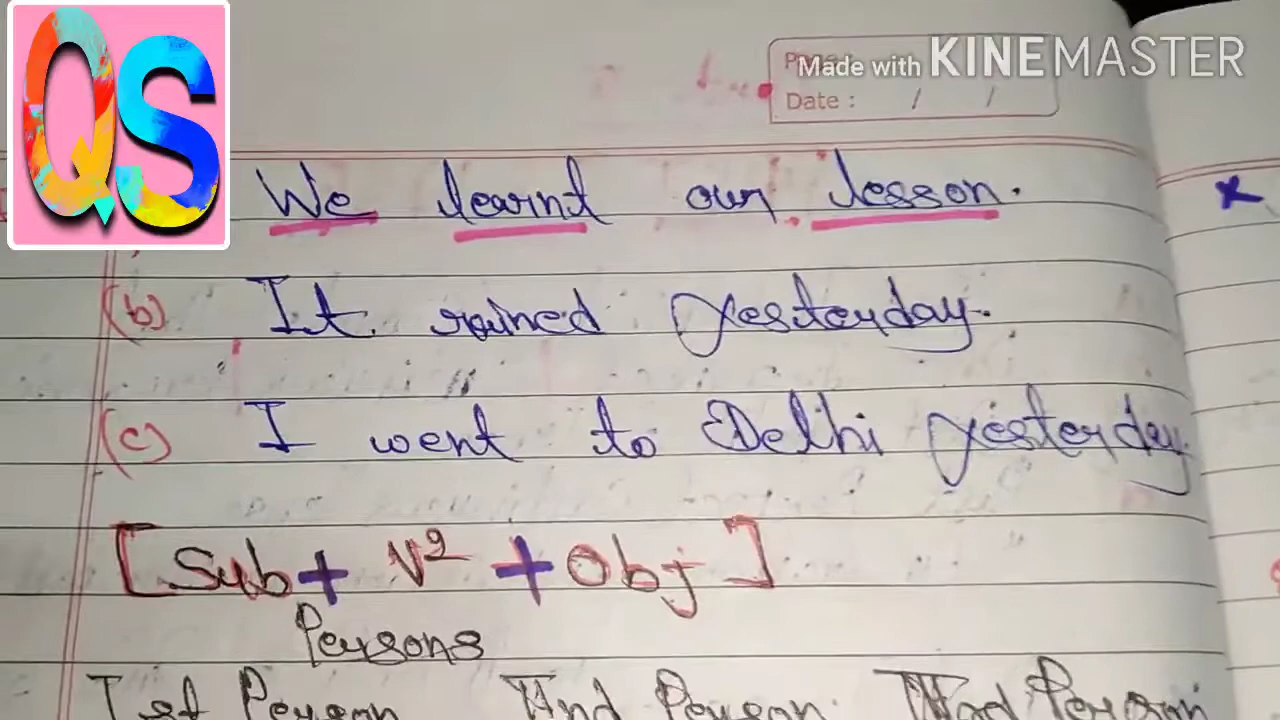 QS
Made with KINEMASTER
Date : / /
We learnt our lesson.
(b) It rained yesterday.
(c) I went to Delhi yesterday.
[Sub + V² + Obj]
Persons
Ist Person IInd Person IIIrd Person